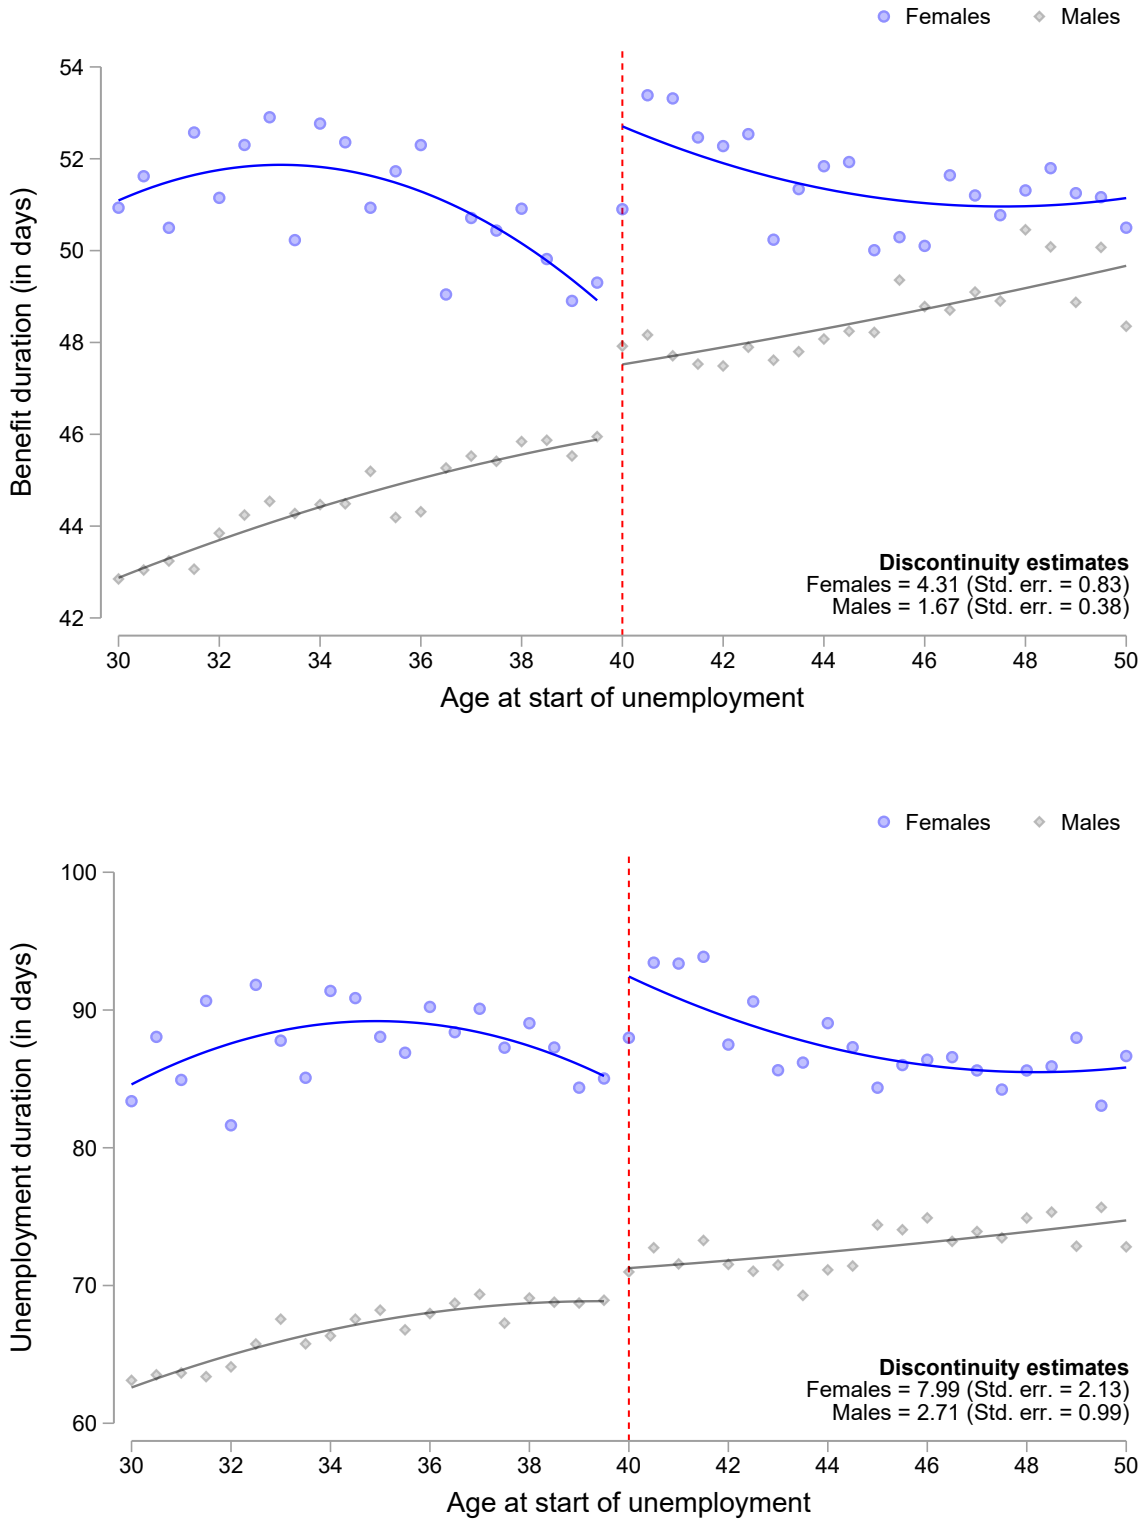 Females Males
54
52
50
48
46
44
42
Benefit duration (in days)
Discontinuity estimates
Females = 4.31 (Std. err. = 0.83)
Males = 1.67 (Std. err. = 0.38)
30 32 34 36 38 40 42 44 46 48 50
Age at start of unemployment
Females Males
100
90
80
70
60
Unemployment duration (in days)
Discontinuity estimates
Females = 7.99 (Std. err. = 2.13)
Males = 2.71 (Std. err. = 0.99)
30 32 34 36 38 40 42 44 46 48 50
Age at start of unemployment